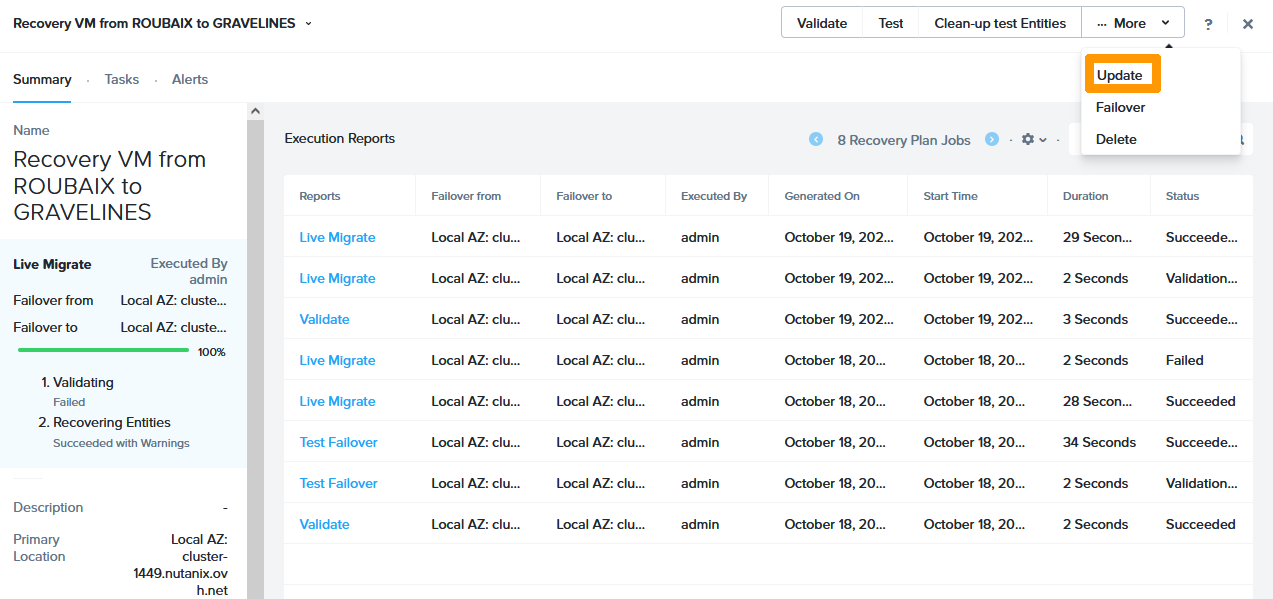 Recovery VM from ROUBAIX to GRAVELINES
Validate Test Clean-up test Entities ... More ? ×
Update
Failover
Delete
Summary · Tasks · Alerts
Name
Recovery VM from
ROUBAIX to
GRAVELINES
Live Migrate Executed By
admin
Failover from Local AZ: cluste...
Failover to Local AZ: cluste...
100%
1. Validating
Failed
2. Recovering Entities
Succeeded with Warnings
Description -
Primary
Location
Local AZ:
cluster-
1449.nutanix.ov
h.net
Execution Reports 8 Recovery Plan Jobs
Reports Failover from Failover to Executed By Generated On Start Time Duration Status
Live Migrate Local AZ: clu... Local AZ: clu... admin October 19, 202... October 19, 202... 29 Secon... Succeede...
Live Migrate Local AZ: clu... Local AZ: clu... admin October 19, 202... October 19, 202... 2 Seconds Validation...
Validate Local AZ: clu... Local AZ: clu... admin October 19, 202... October 19, 202... 3 Seconds Succeede...
Live Migrate Local AZ: clu... Local AZ: clu... admin October 18, 20... October 18, 20... 2 Seconds Failed
Live Migrate Local AZ: clu... Local AZ: clu... admin October 18, 20... October 18, 20... 28 Secon... Succeeded
Test Failover Local AZ: clu... Local AZ: clu... admin October 18, 20... October 18, 20... 34 Seconds Succeede...
Test Failover Local AZ: clu... Local AZ: clu... admin October 18, 20... October 18, 20... 2 Seconds Validation...
Validate Local AZ: clu... Local AZ: clu... admin October 18, 20... October 18, 20... 2 Seconds Succeeded